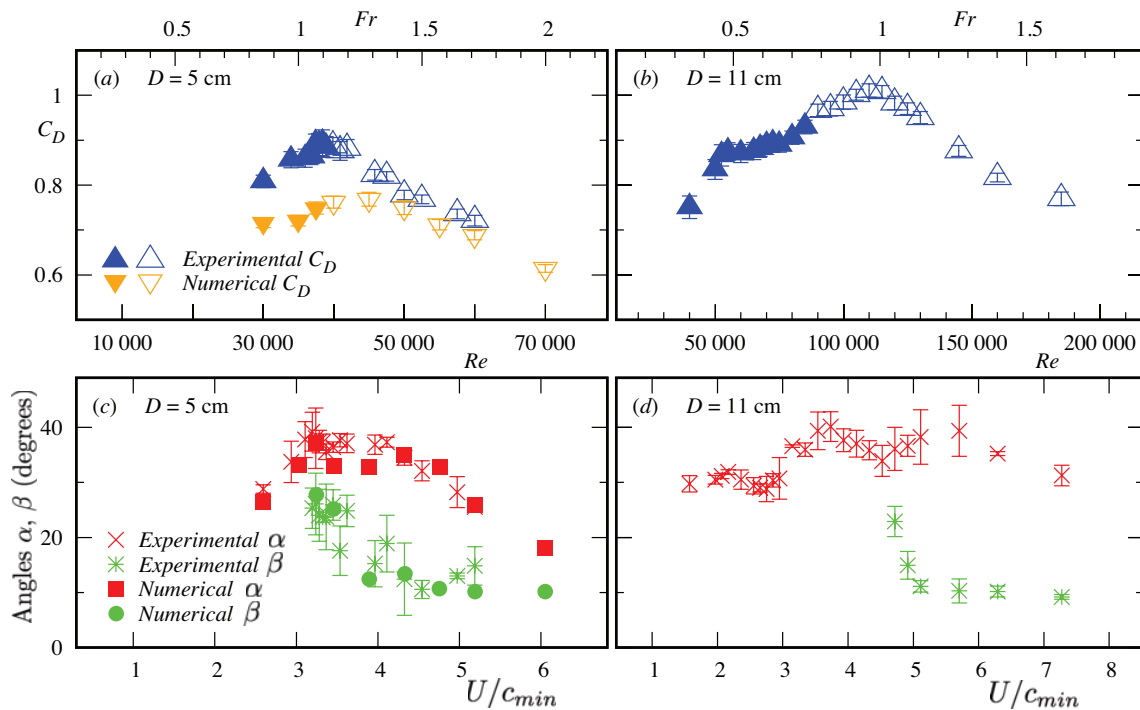 Fr Fr
0.5 1 1.5 2 0.5 1 1.5
(a) D = 5 cm (b) D = 11 cm
1
C_D
0.8
0.6
Experimental C_D
Numerical C_D
10 000 30 000 50 000 70 000 50 000 100 000 150 000 200 000
Re Re
(c) D = 5 cm (d) D = 11 cm
Angles α, β (degrees)
40
20
0
Experimental α
Experimental β
Numerical α
Numerical β
1 2 3 4 5 6 1 2 3 4 5 6 7 8
U/c_min U/c_min